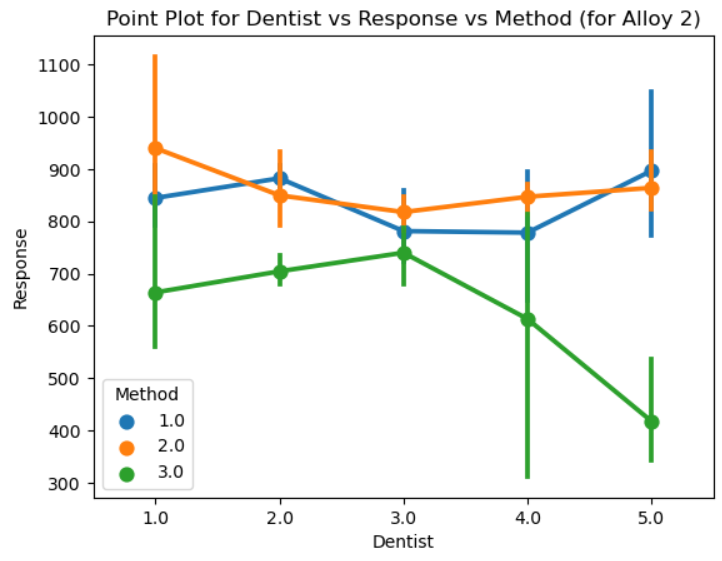 Point Plot for Dentist vs Response vs Method (for Alloy 2)
Response
1100
1000
900
800
700
600
500
400
300
Method
1.0
2.0
3.0
1.0 2.0 3.0 4.0 5.0
Dentist